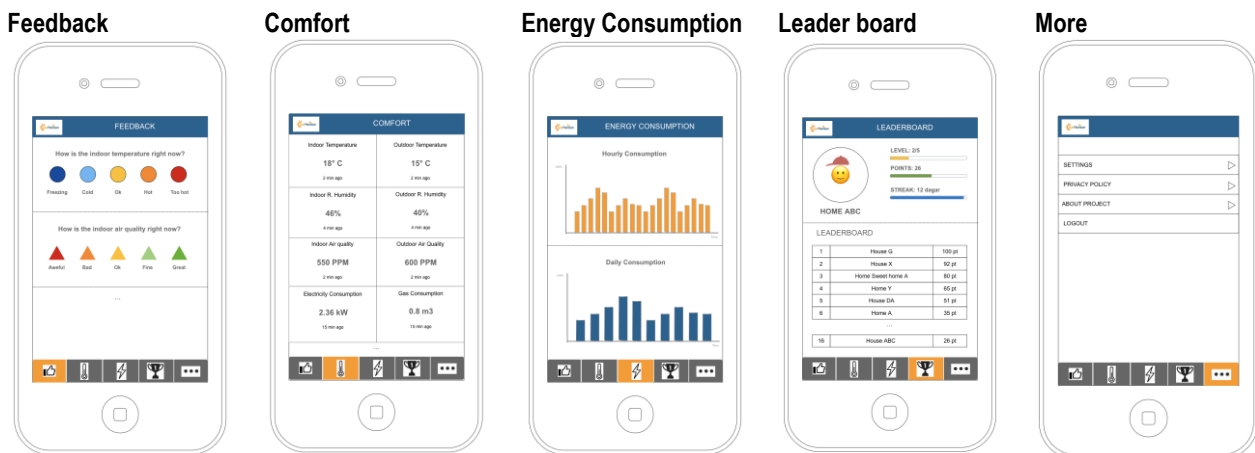 Feedback
Comfort
Energy Consumption
Leader board
More
FEEDBACK
How is the indoor temperature right now?
Freezing Cold Ok Hot Too hot
How is the indoor air quality right now?
Aweful Bad Ok Fine Great
...
COMFORT
Indoor Temperature Outdoor Temperature
18° C 15° C
2 min ago 2 min ago
Indoor R. Humidity Outdoor R. Humidity
46% 40%
4 min ago 4 min ago
Indoor Air quality Outdoor Air Quality
550 PPM 600 PPM
2 min ago 2 min ago
Electricity Consumption Gas Consumption
2.36 kW 0.8 m3
15 min ago 15 min ago
...
ENERGY CONSUMPTION
Hourly Consumption
Daily Consumption
LEADERBOARD
LEVEL: 2/5
POINTS: 26
STREAK: 12 dagar
HOME ABC
LEADERBOARD
1 House G 100 pt
2 House X 92 pt
3 Home Sweet home A 80 pt
4 Home Y 65 pt
5 House DA 51 pt
6 Home A 35 pt
...
16 House ABC 26 pt
SETTINGS
PRIVACY POLICY
ABOUT PROJECT
LOGOUT